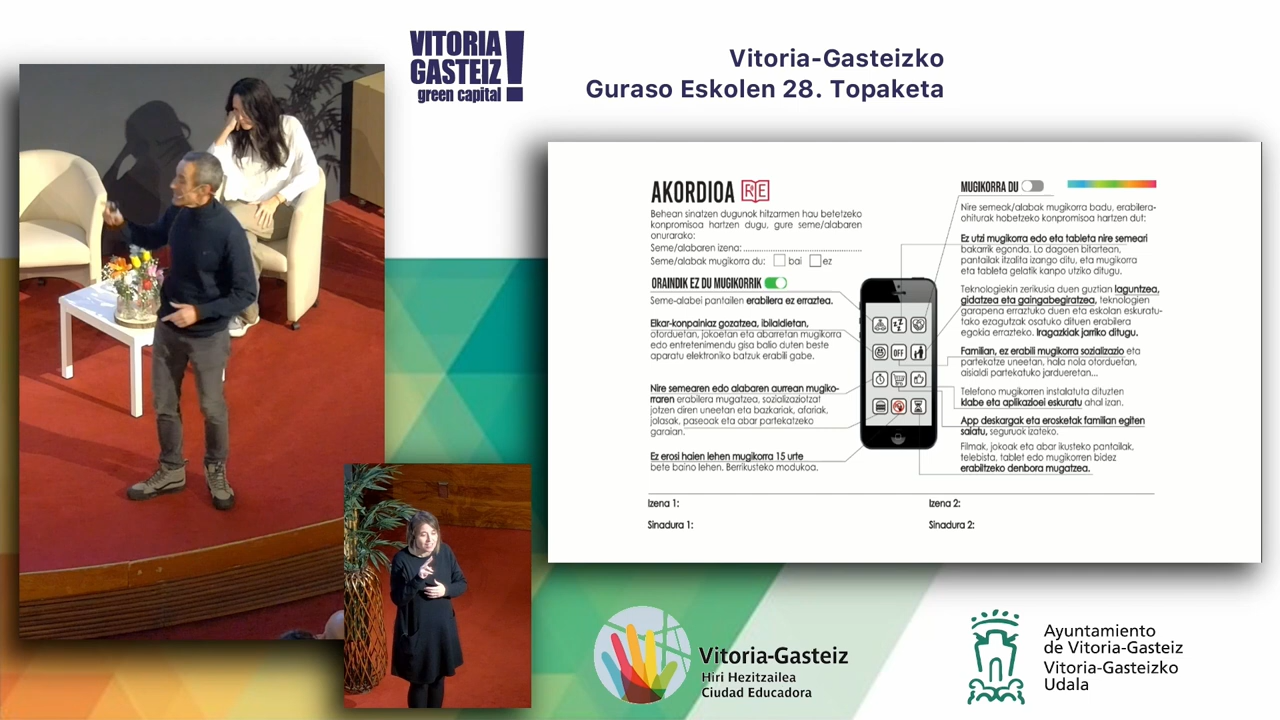 VITORIA
GASTEIZ
green capital
!
Vitoria-Gasteizko
Guraso Eskolen 28. Topaketa
AKORDIOA RE
Behean sinatzen dugunok hitzarmen hau betetzeko
konpromisoa hartzen dugu, gure seme/alabaren
onurarako:
Seme/alabaren izena:
Seme/alabak mugikorra du: bai ez
ORAINDIK EZ DU MUGIKORRIK
Seme-alabei pantailen erabilera ez erraztea.
Elkar-konpainiaz gozatzea, ibilaldietan,
otorduetan, jokoetan eta abarretan mugikorra
edo entretenimendu gisa balio duten beste
aparatu elektroniko batzuk erabili gabe.
Nire semearen edo alabaren aurrean mugiko-
rraren erabilera mugatzea, sozializaziotzat
jotzen diren uneetan eta bazkariak, afariak,
jolasak, paseoak eta abar partekatzeko
garaian.
Ez erosi haien lehen mugikorra 15 urte
bete baino lehen. Berrikusteko modukoa.
OFF
MUGIKORRA DU
Nire semeak/alabak mugikorra badu, erabilera-
ohiturak hobetzeko konpromisoa hartzen dut:
Ez utzi mugikorra edo tableta nire semeari
bakarrik egonda. Lo dagoen bitartean,
pantailak itzalita izango ditu, eta mugikorra
eta tableta gelatik kanpo utziko ditugu.
Teknologiekin zerikusia duen guztian laguntzea,
gidatzea eta gaingabegiratzea, teknologien
garapena erraztuko duen eta eskolan eskuratu-
tako ezagutzak osatuko dituen erabilera
egokia errazteko. Iragazkiak jarriko ditugu.
Familian, ez erabili mugikorra sozializazio eta
partekatze uneetan, hala nola otorduetan,
aisialdi partekatuko jardueretan...
Telefono mugikorren instalatuta dituzten
klabe eta aplikazioei eskuratu ahal izan.
App deskargak eta erosketak familian egiten
saiatu, seguruak izateko.
Filmak, jokoak eta abar ikusteko pantailak,
telebista, tablet edo mugikorren bidez
erabiltzeko denbora mugatzea.
Izena 1:
Izena 2:
Sinadura 1:
Sinadura 2:
Vitoria-Gasteiz
Hiri Hezitzailea
Ciudad Educadora
Ayuntamiento
de Vitoria-Gasteiz
Vitoria-Gasteizko
Udala